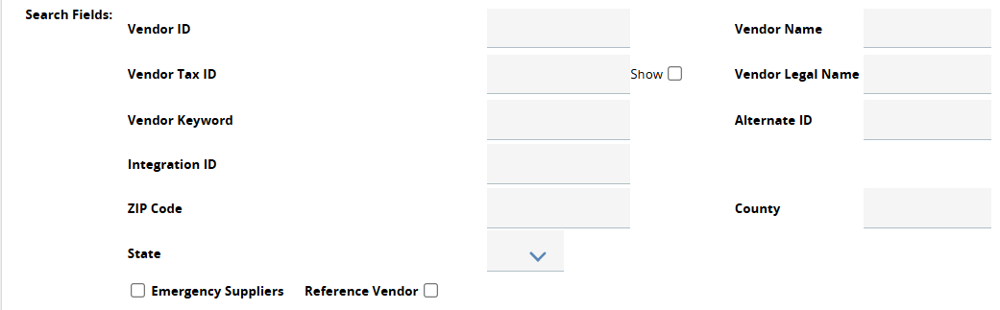 Search Fields:
Vendor ID Vendor Name
Vendor Tax ID Show Vendor Legal Name
Vendor Keyword Alternate ID
Integration ID
ZIP Code County
State
Emergency Suppliers Reference Vendor